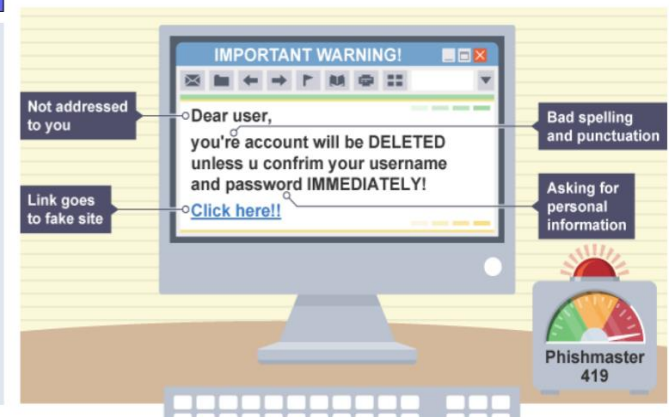 IMPORTANT WARNING!
Not addressed
to you
Dear user,
you're account will be DELETED
unless u confrim your username
and password IMMEDIATELY!
Click here!!
Link goes
to fake site
Bad spelling
and punctuation
Asking for
personal
information
Phishmaster
419